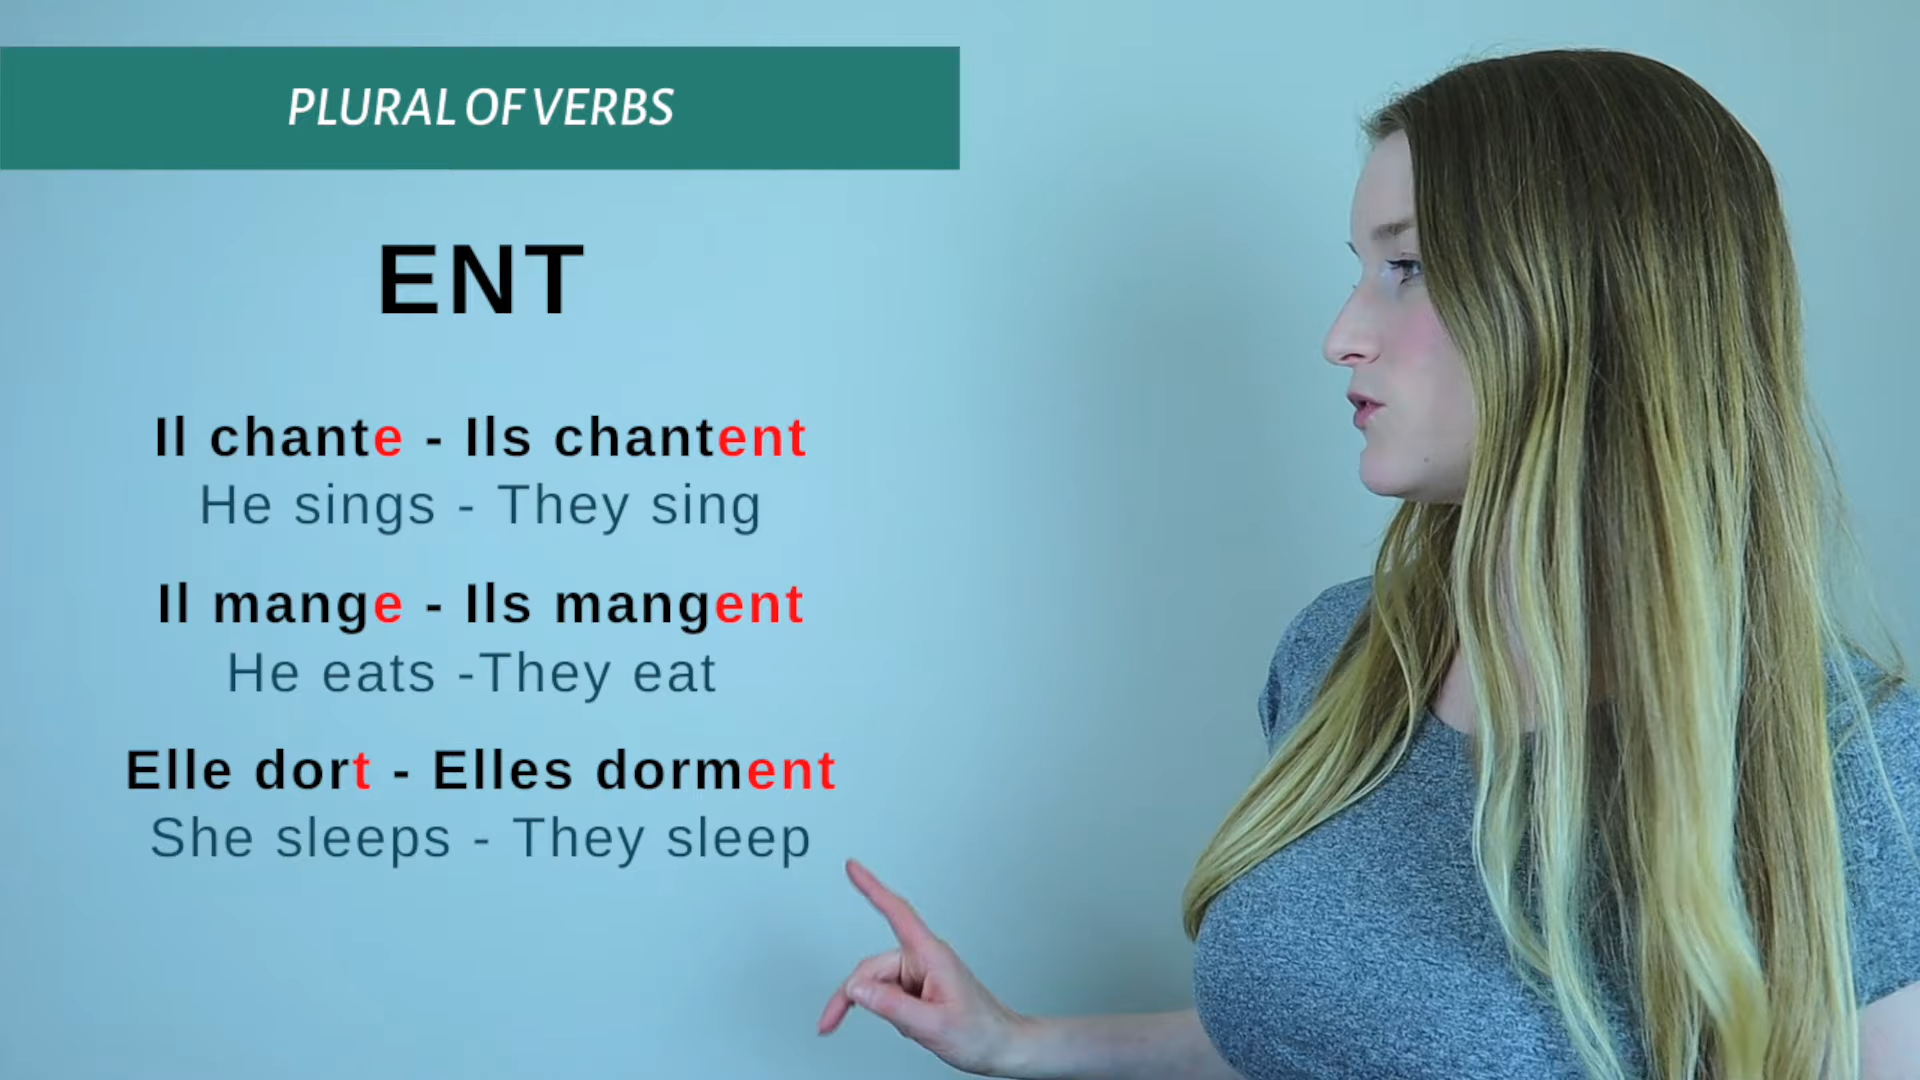 PLURAL OF VERBS
ENT
Il chante - Ils chantent
He sings - They sing
Il mange - Ils mangent
He eats -They eat
Elle dort - Elles dorment
She sleeps - They sleep